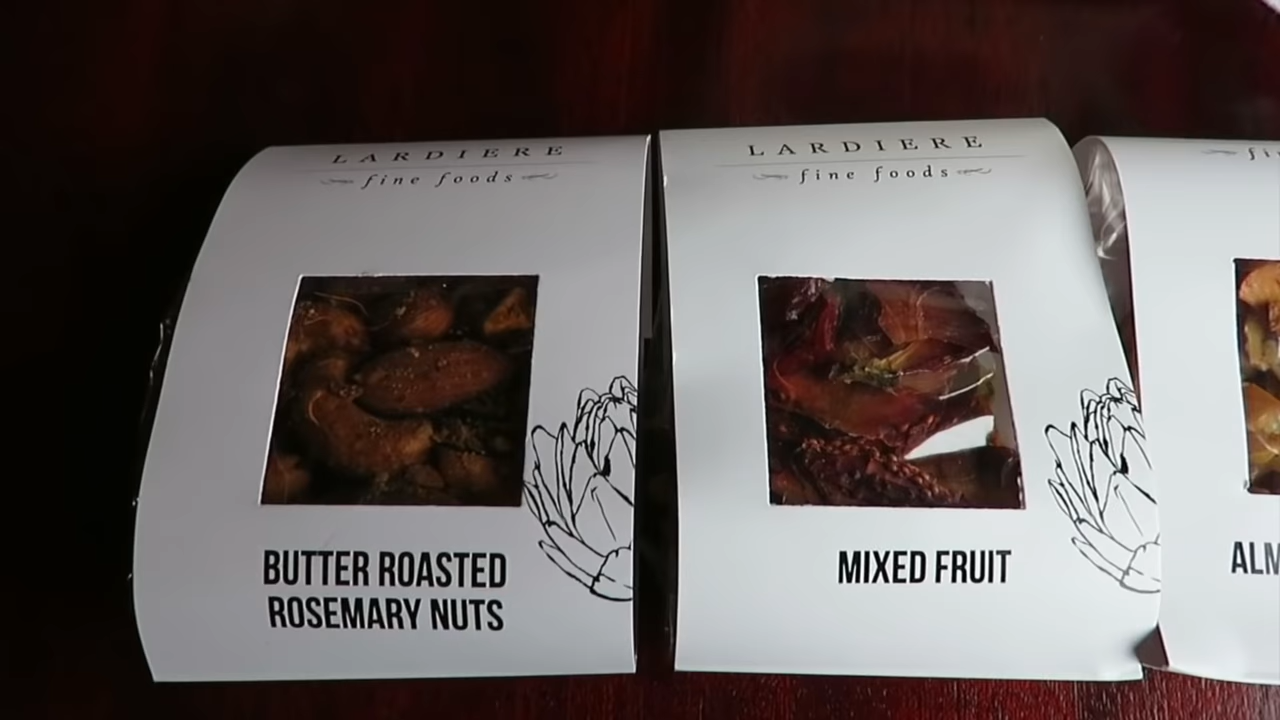 LARDIERE
fine foods
BUTTER ROASTED
ROSEMARY NUTS
LARDIERE
fine foods
MIXED FRUIT